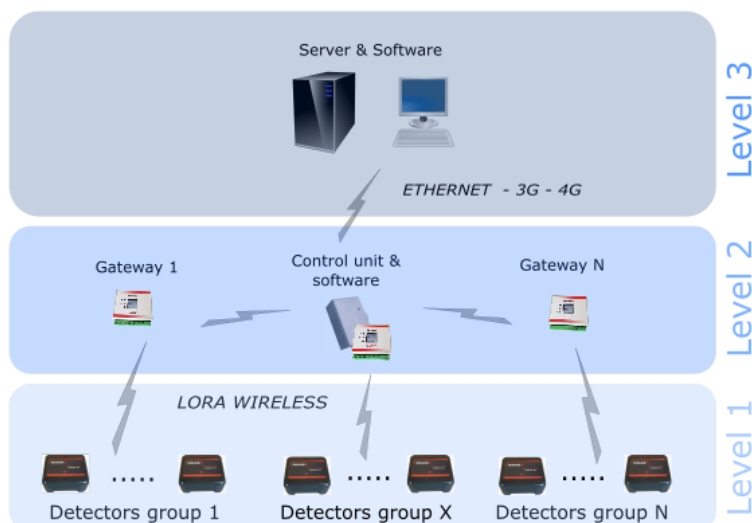 Server & Software
ETHERNET - 3G - 4G
Level 3
Gateway 1
Control unit &
software
Gateway N
Level 2
LORA WIRELESS
.....
.....
.....
Detectors group 1
Detectors group X
Detectors group N
Level 1